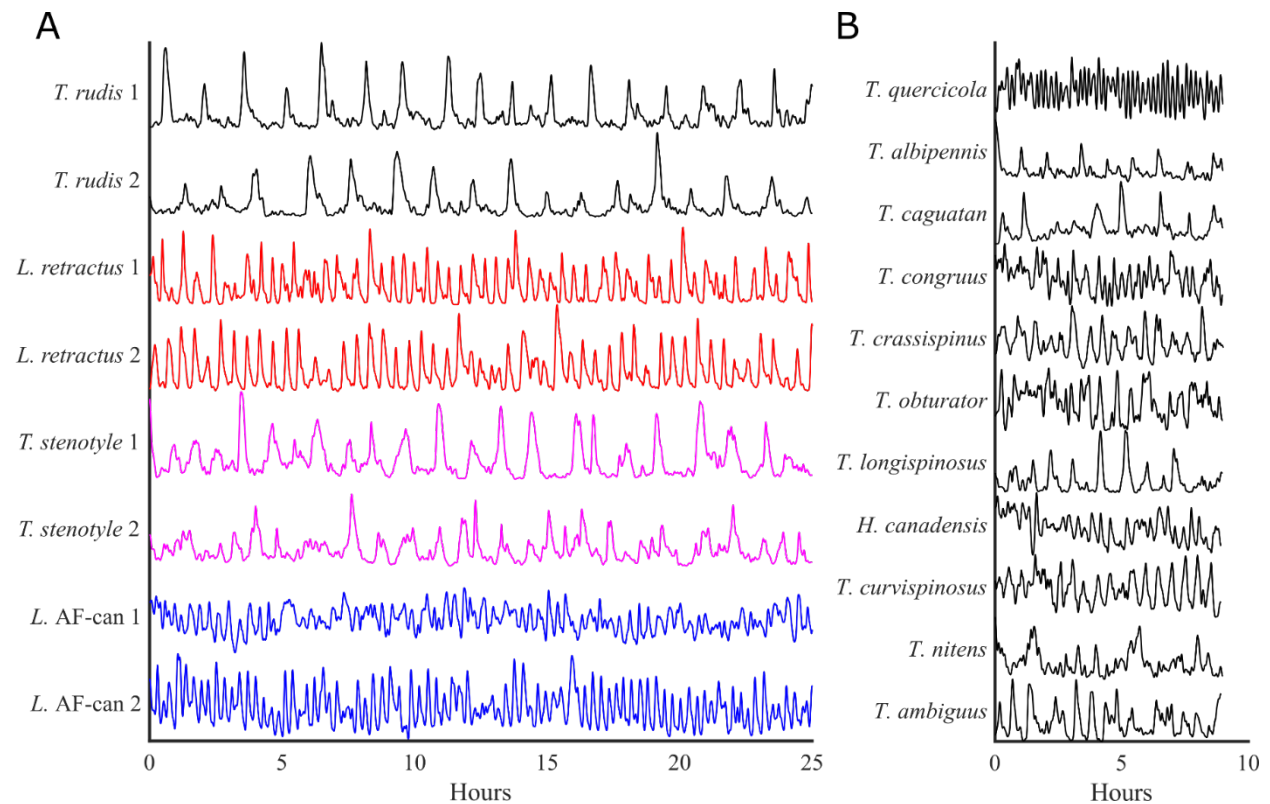 A
T. rudis 1
T. rudis 2
L. retractus 1
L. retractus 2
T. stenotyle 1
T. stenotyle 2
L. AF-can 1
L. AF-can 2
0 5 10 15 20 25
Hours
B
T. quercicola
T. albipennis
T. caguatan
T. congruus
T. crassispinus
T. obturator
T. longispinosus
H. canadensis
T. curvispinosus
T. nitens
T. ambiguus
0 5 10
Hours